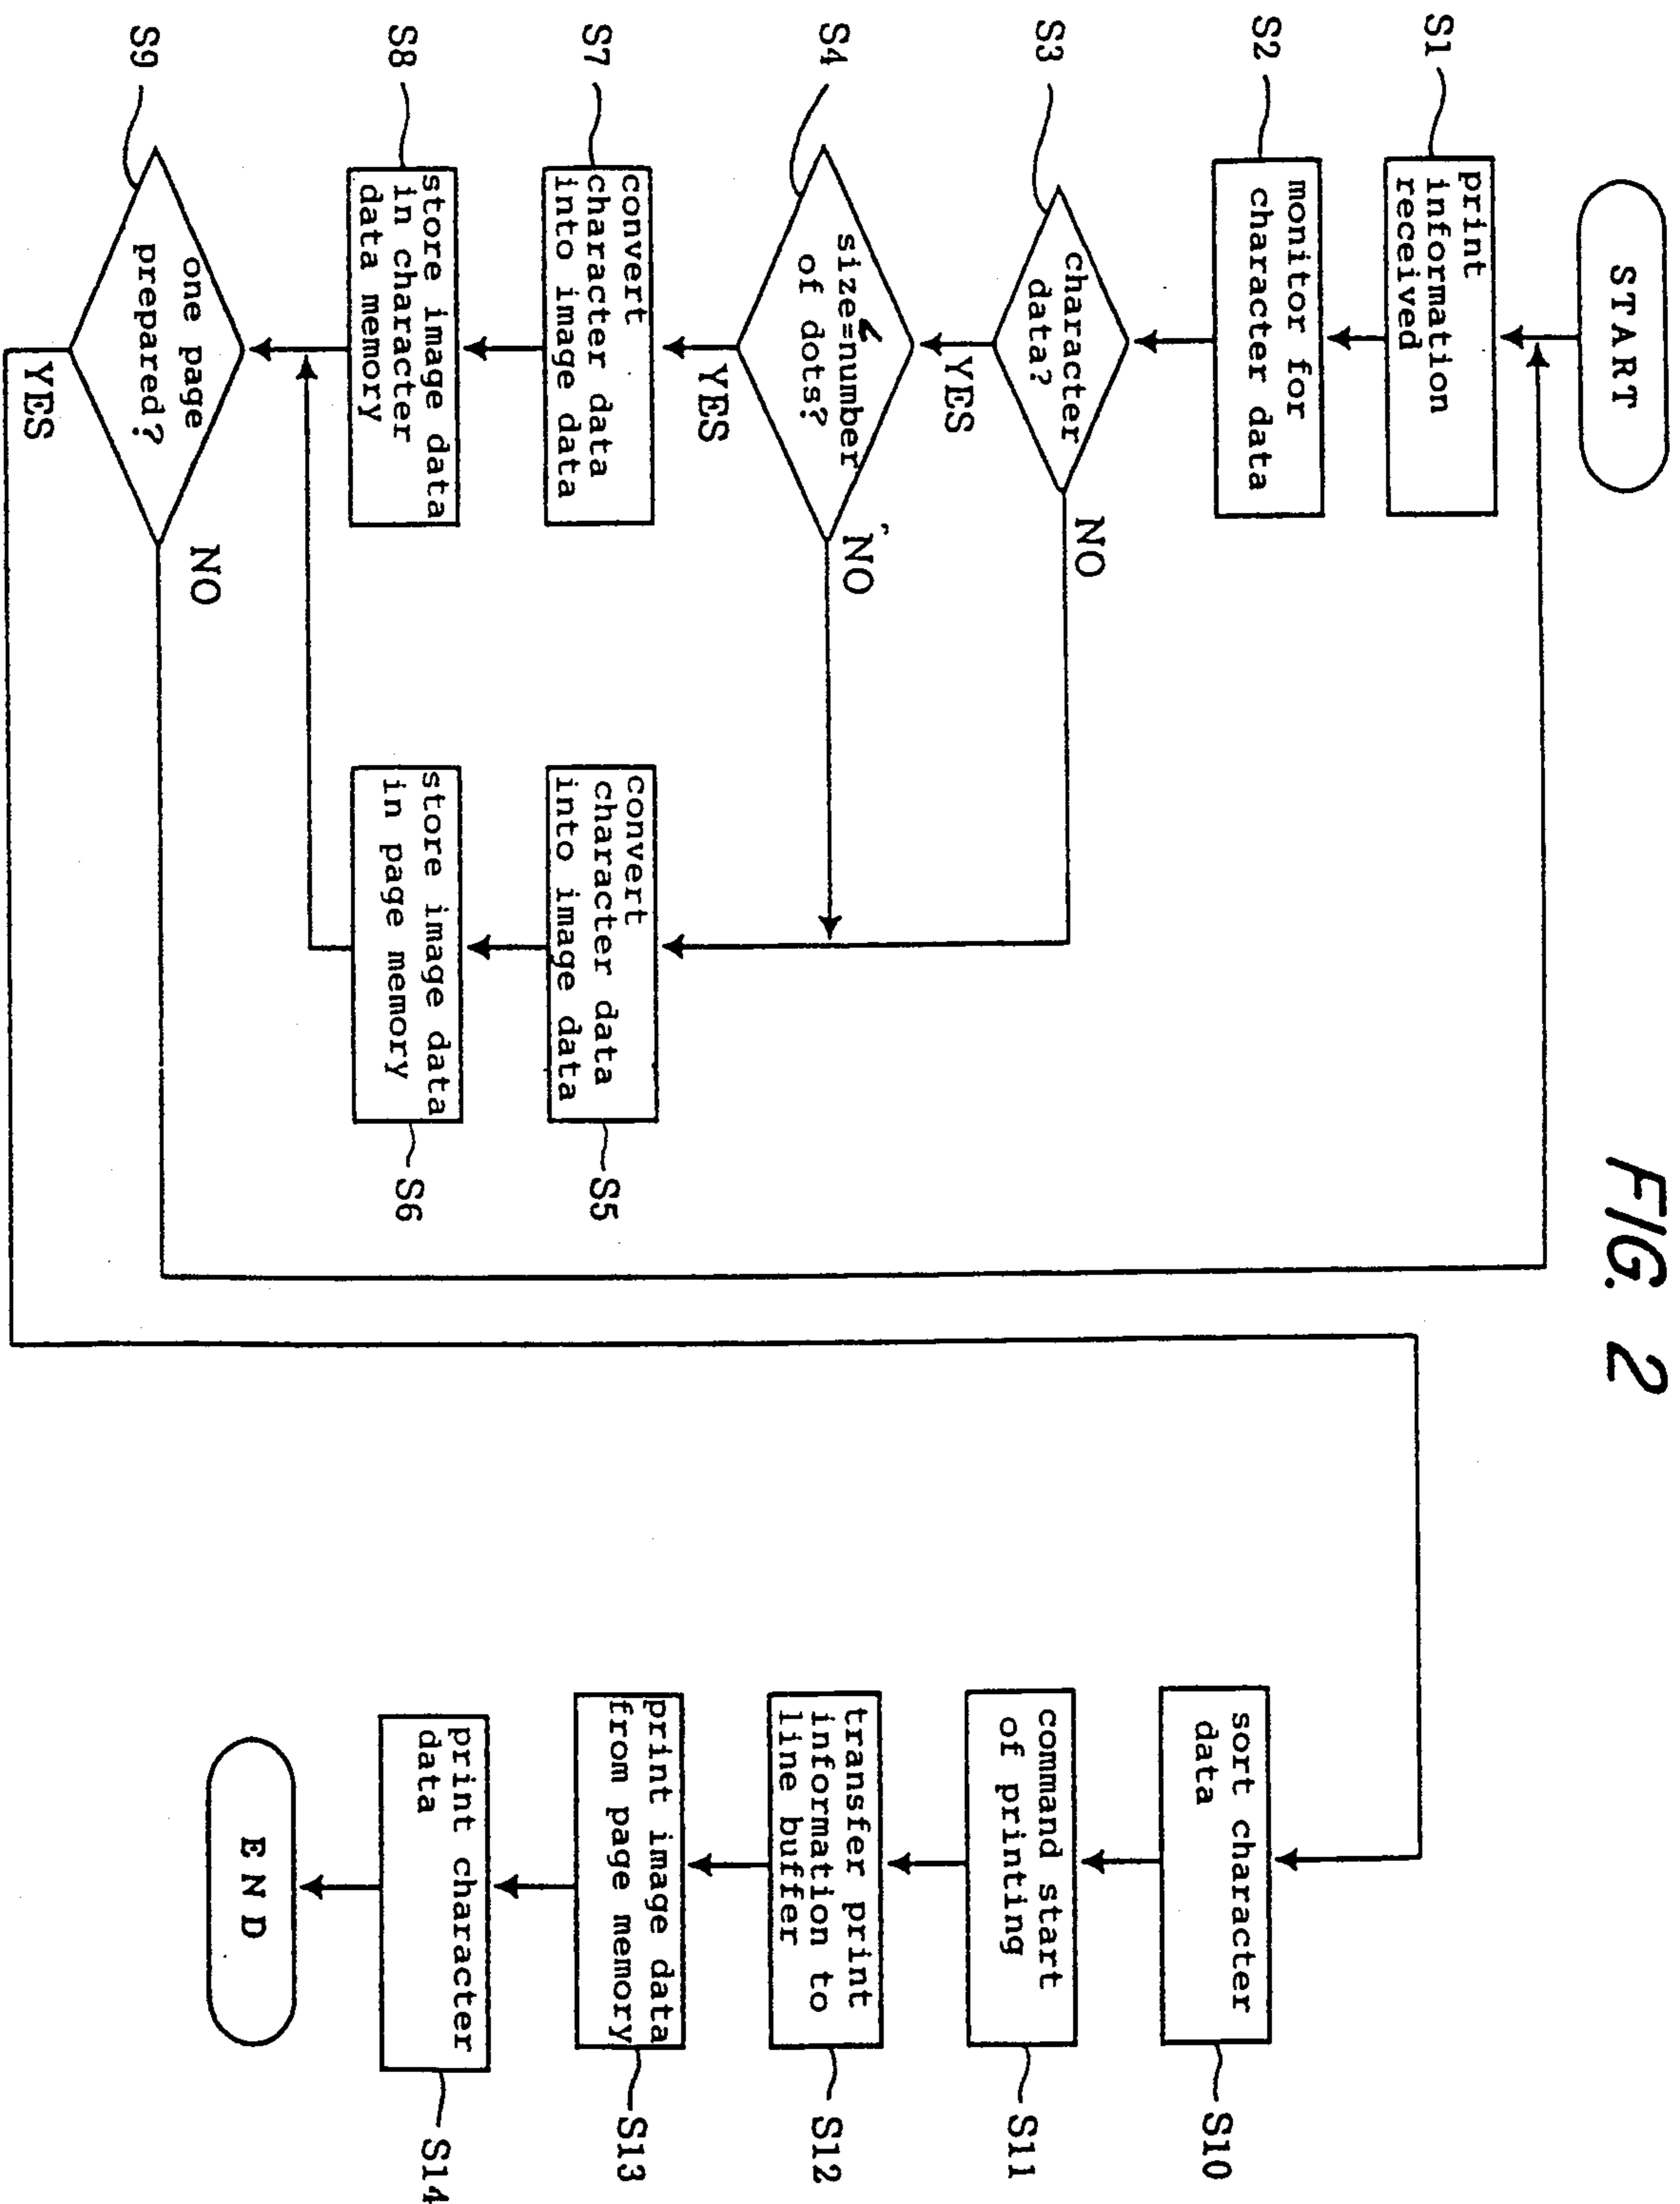 FIG. 2
START
S1
print
information
received
S2
monitor for
character data
S3
character
data?
NO
YES
S4
size≦number
of dots?
NO
YES
S7
convert
character data
into image data
S8
store image data
in character
data memory
convert
character data
into image data
S5
store image data
in page memory
S6
S9
one page
prepared?
NO
YES
sort character
data
S10
command start
of printing
S11
transfer print
information to
line buffer
S12
print image data
from page memory
S13
print character
data
S14
END